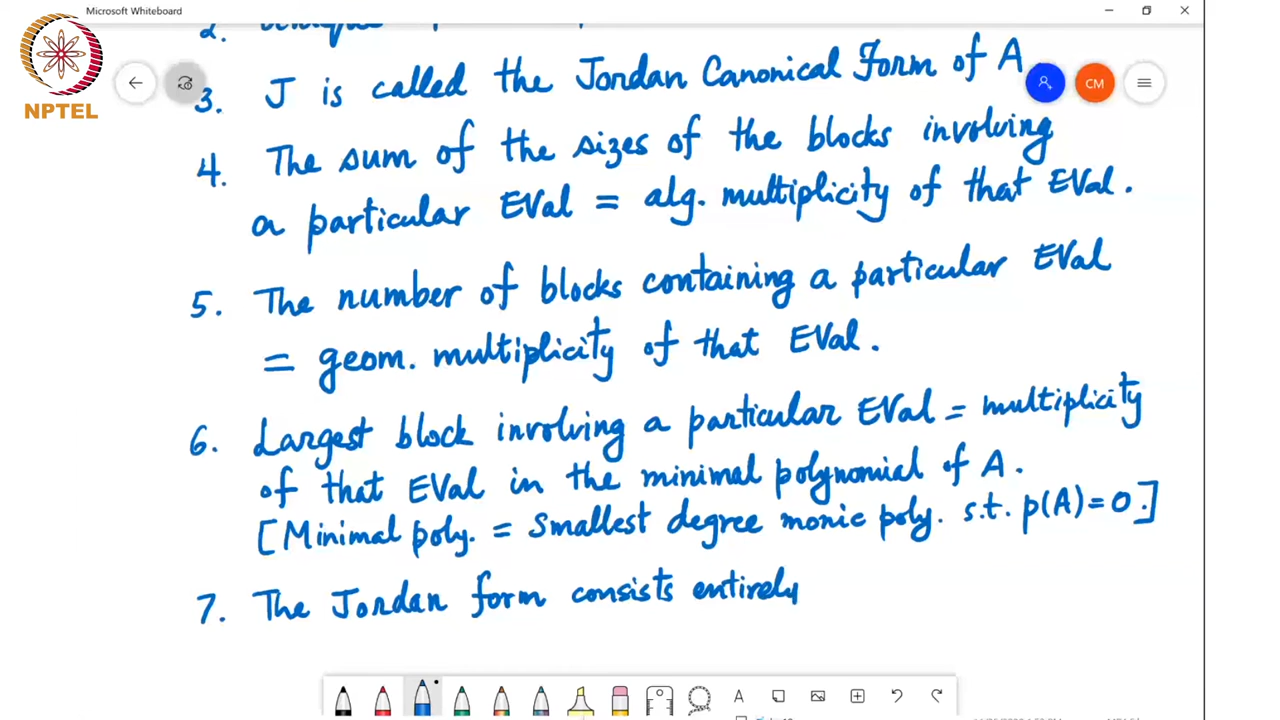 Microsoft Whiteboard
2. Unique
NPTEL
3. J is called the Jordan Canonical Form of A
CM
4. The sum of the sizes of the blocks involving
a particular EVal = alg. multiplicity of that EVal.
5. The number of blocks containing a particular EVal
= geom. multiplicity of that EVal.
6. Largest block involving a particular EVal = multiplicity
of that EVal in the minimal polynomial of A.
[Minimal poly. = Smallest degree monic poly. s.t. p(A)=0.]
7. The Jordan form consists entirely
A